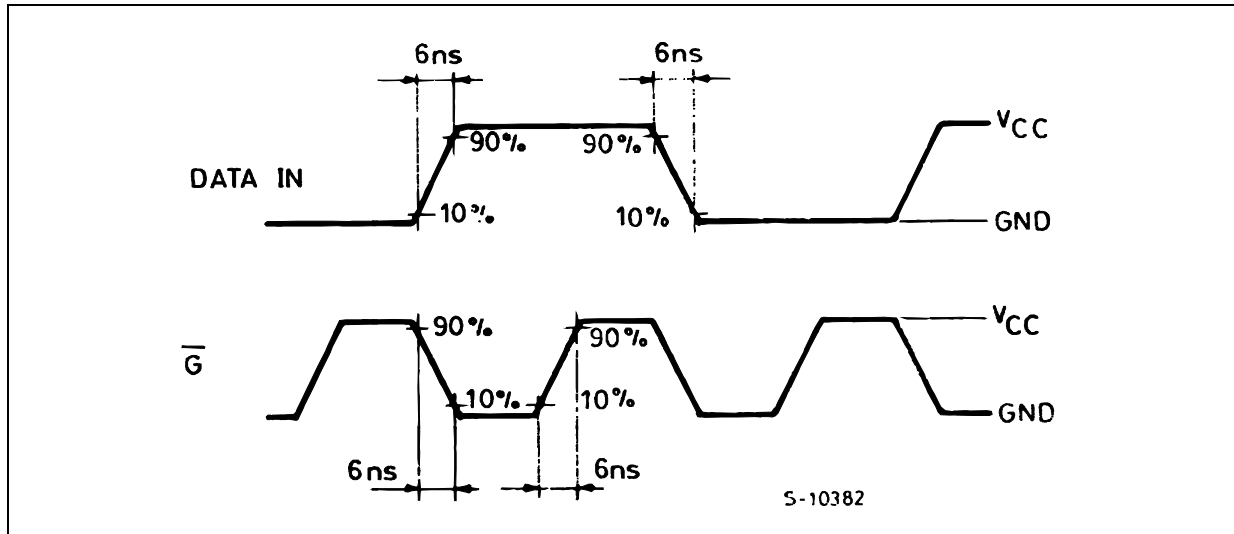 6ns 6ns
90% 90% VCC
DATA IN
10% 10% GND
90% 90% VCC
G
10% 10% GND
6ns 6ns
S-10382